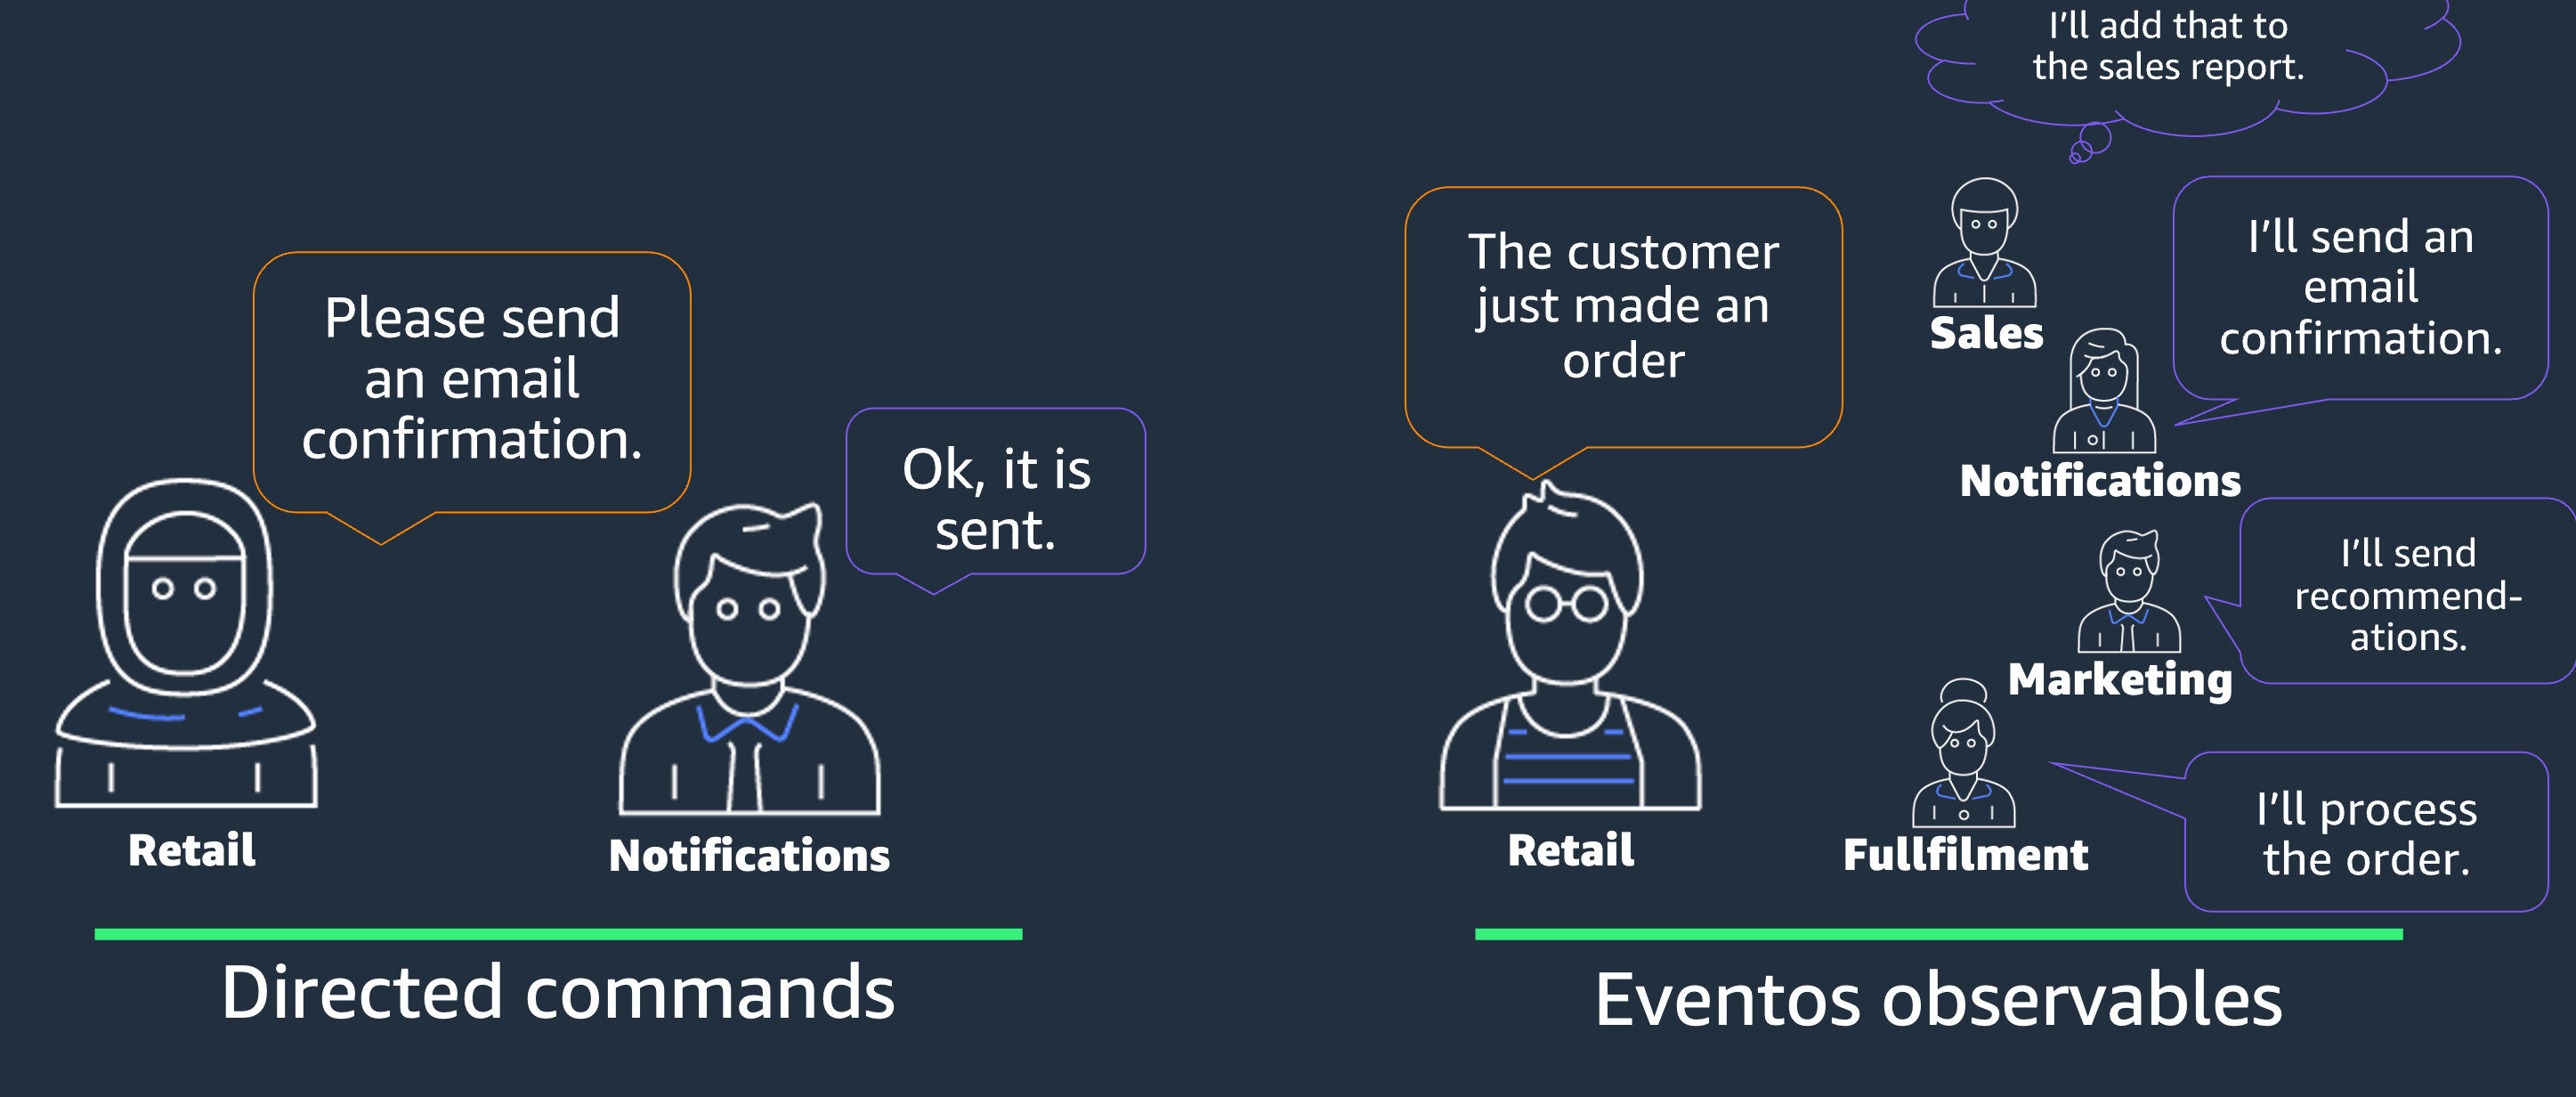 Please send
an email
confirmation.
Ok, it is
sent.
Retail
Notifications
Directed commands
The customer
just made an
order
Retail
I'll add that to
the sales report.
Sales
I'll send an
email
confirmation.
Notifications
I'll send
recommend-
ations.
Marketing
I'll process
the order.
Fullfilment
Eventos observables